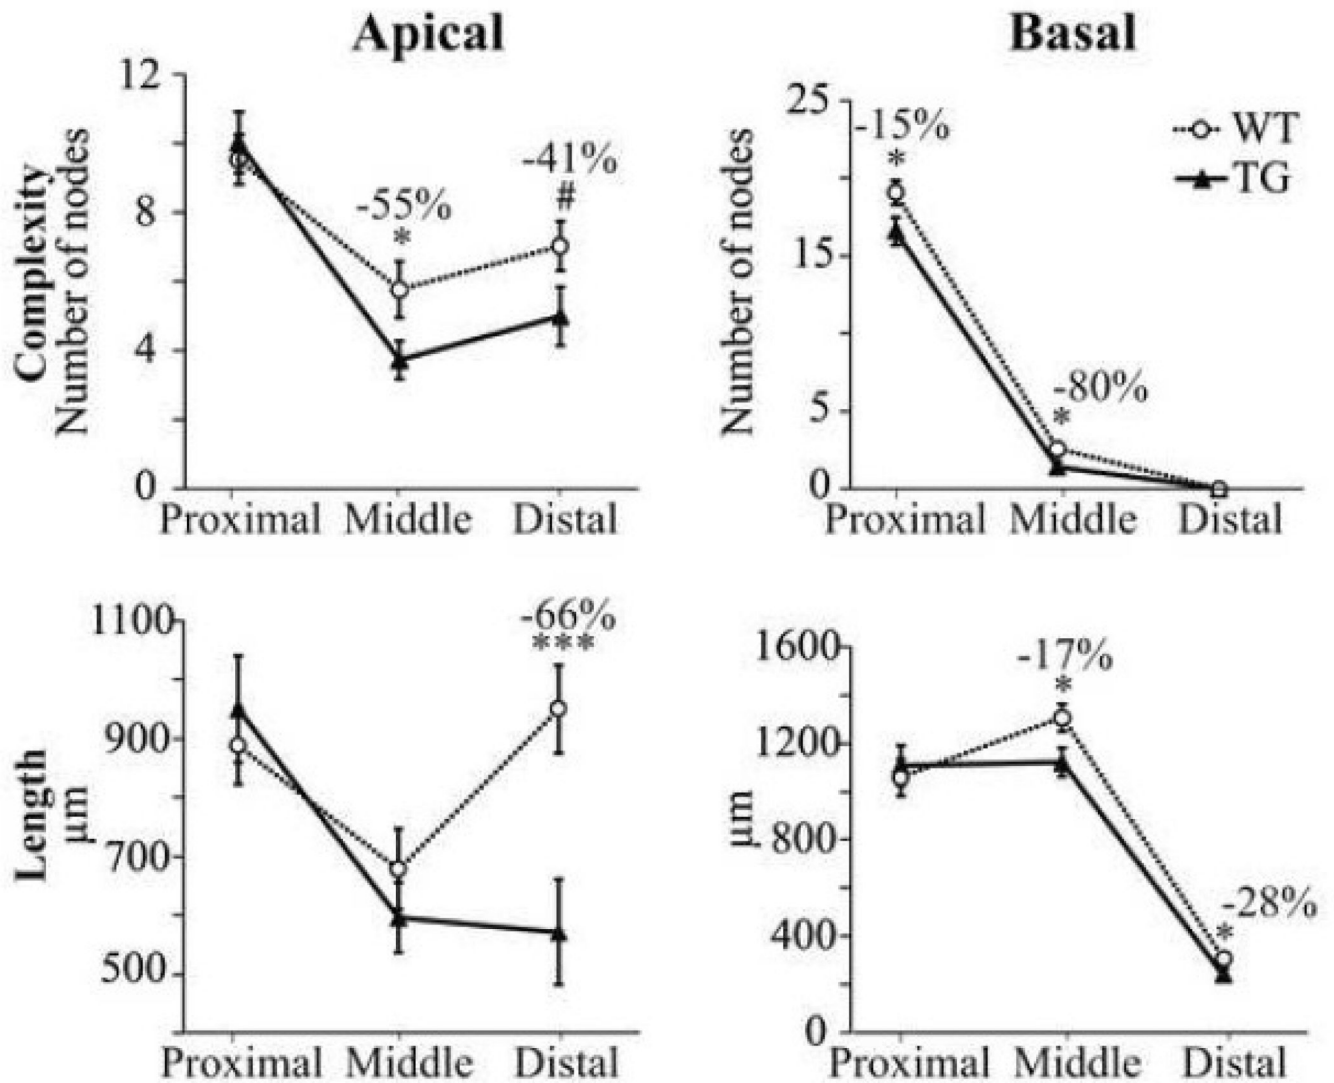 Apical
Basal
Complexity
Number of nodes
12
8
4
0
-55%
*
-41%
#
Proximal Middle Distal
Number of nodes
25
15
5
0
-15%
*
-80%
*
WT
TG
Proximal Middle Distal
Length
µm
1100
900
700
500
-66%
***
Proximal Middle Distal
µm
1600
1200
800
400
0
-17%
*
-28%
*
Proximal Middle Distal